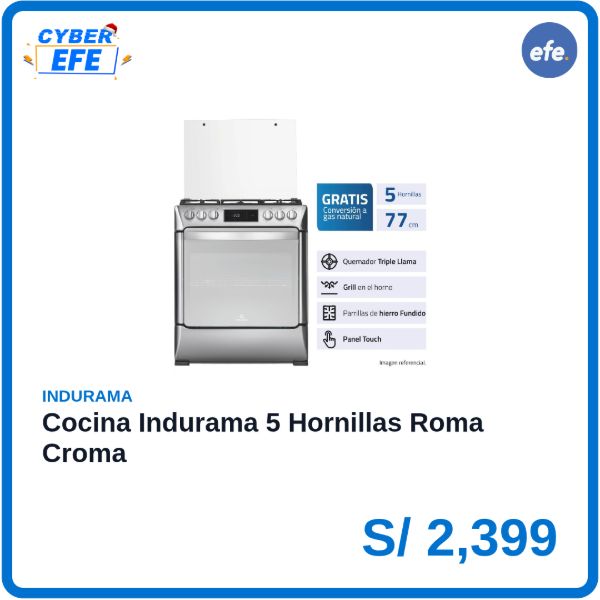 CYBER
EFE
efe.
GRATIS
Conversión a
gas natural
5 Hornillas
77 cm
Quemador Triple Llama
Grill en el horno
Parrillas de hierro Fundido
Panel Touch
Imagen referencial.
INDURAMA
Cocina Indurama 5 Hornillas Roma
Croma
S/ 2,399